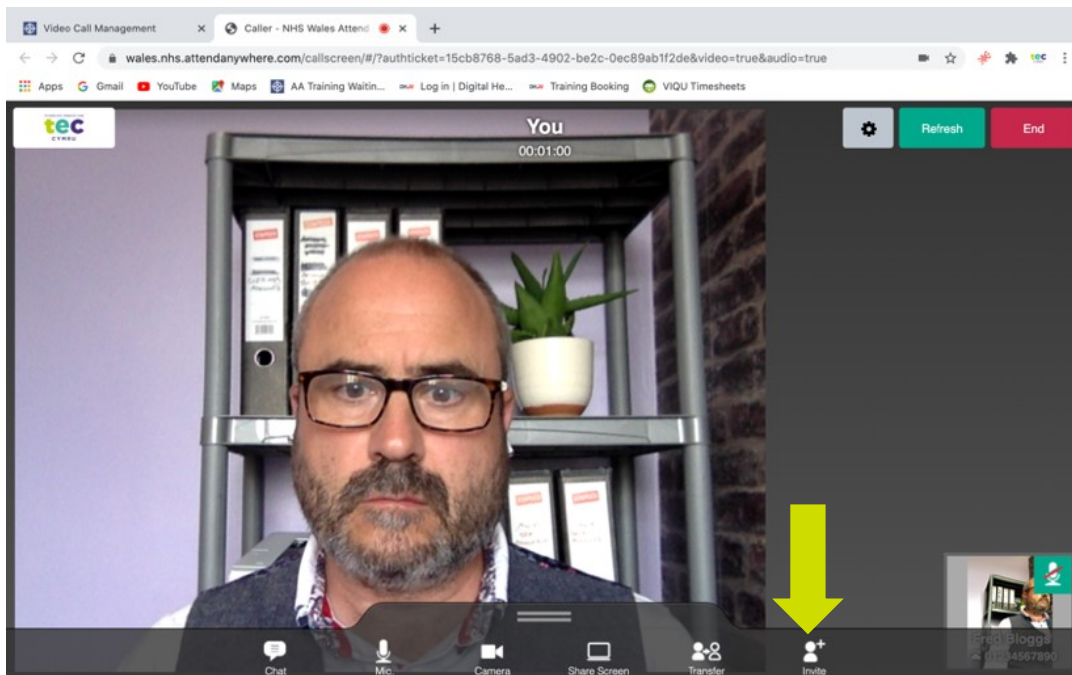 Video Call Management
Caller - NHS Wales Attend
wales.nhs.attendanywhere.com/callscreen/#/?authticket=15cb8768-5ad3-4902-be2c-0ec89ab1f2de&video=true&audio=true
tec
Apps Gmail YouTube Maps AA Training Waitin... Log in | Digital He... Training Booking VIQU Timesheets
tec
CYMRU
You
00:01:00
Refresh
End
Fred Bloggs
01234567890
Chat Mic. Camera Share Screen Transfer Invite